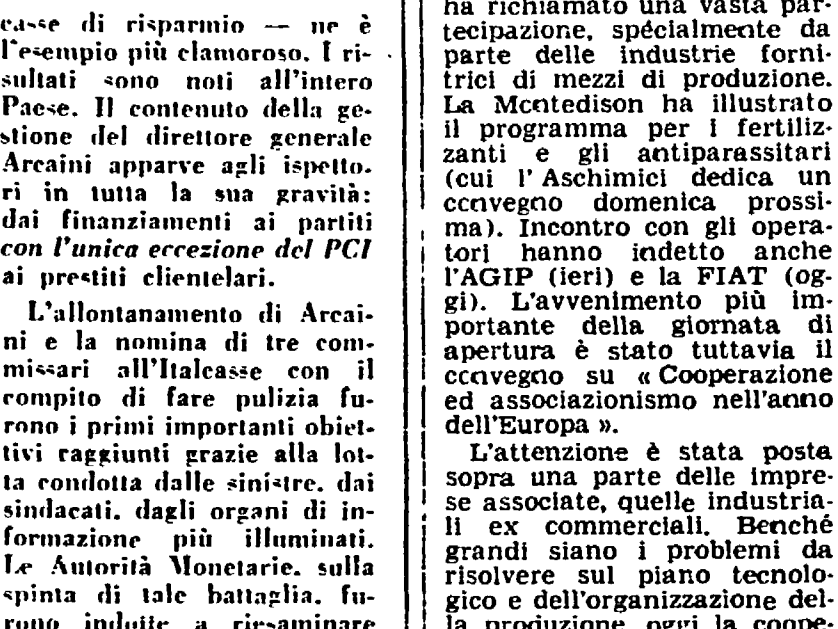 casse di risparmio — ne è
l'esempio più clamoroso. I ri-
sultati sono noti all'intero
Paese. Il contenuto della ge-
stione del direttore generale
Arcaini apparve agli ispetto-
ri in tutta la sua gravità:
dai finanziamenti ai partiti
con l'unica eccezione del PCI
ai prestiti clientelari.
L'allontanamento di Arcai-
ni e la nomina di tre com-
missari all'Italcasse con il
compito di fare pulizia fu-
rono i primi importanti obiet-
tivi raggiunti grazie alla lot-
ta condotta dalle sinistre, dai
sindacati, dagli organi di in-
formazione più illuminati.
Le Autorità Monetarie, sulla
spinta di tale battaglia, fu-
rono indotte a riesaminare
ha richiamato una vasta par-
tecipazione, spécialmente da
parte delle industrie forni-
trici di mezzi di produzione.
La Montedison ha illustrato
il programma per i fertiliz-
zanti e gli antiparassitari
(cui l'Aschimici dedica un
convegno domenica prossi-
ma). Incontro con gli opera-
tori hanno indetto anche
l'AGIP (ieri) e la FIAT (og-
gi). L'avvenimento più im-
portante della giornata di
apertura è stato tuttavia il
convegno su « Cooperazione
ed associazionismo nell'anno
dell'Europa ».
L'attenzione è stata posta
sopra una parte delle impre-
se associate, quelle industria-
li ex commerciali. Benché
grandi siano i problemi da
risolvere sul piano tecnolo-
gico e dell'organizzazione del-
la produzione, oggi la coope-